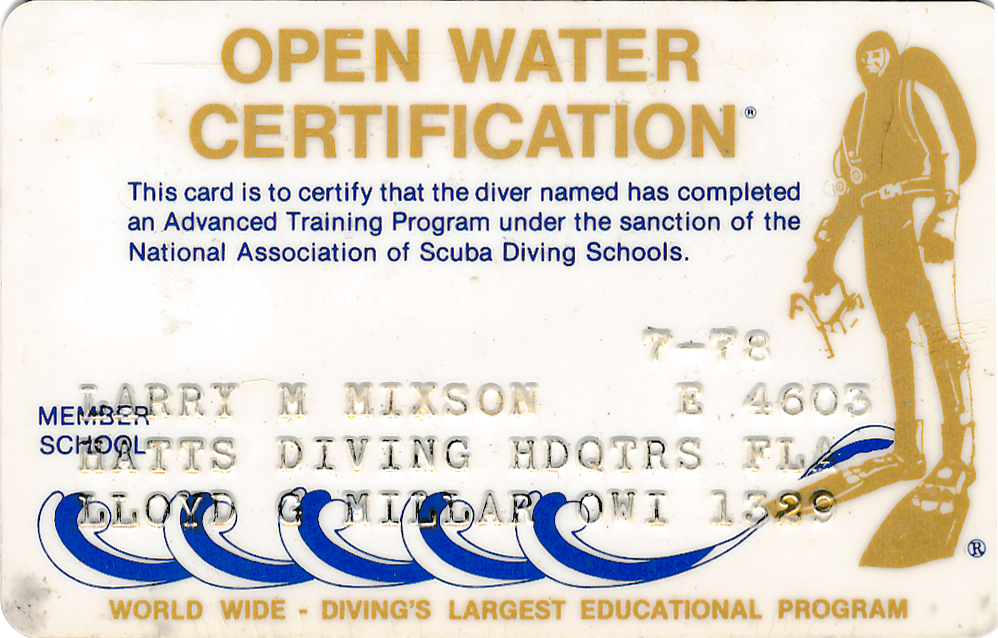 OPEN WATER
CERTIFICATION®
This card is to certify that the diver named has completed
an Advanced Training Program under the sanction of the
National Association of Scuba Diving Schools.
7-78
LARRY M MIXSON E 4603
MEMBER
SCHOOL
HATTS DIVING HDQTRS FLA
LLOYD G MILLAR OWI 1329
®
WORLD WIDE - DIVING'S LARGEST EDUCATIONAL PROGRAM